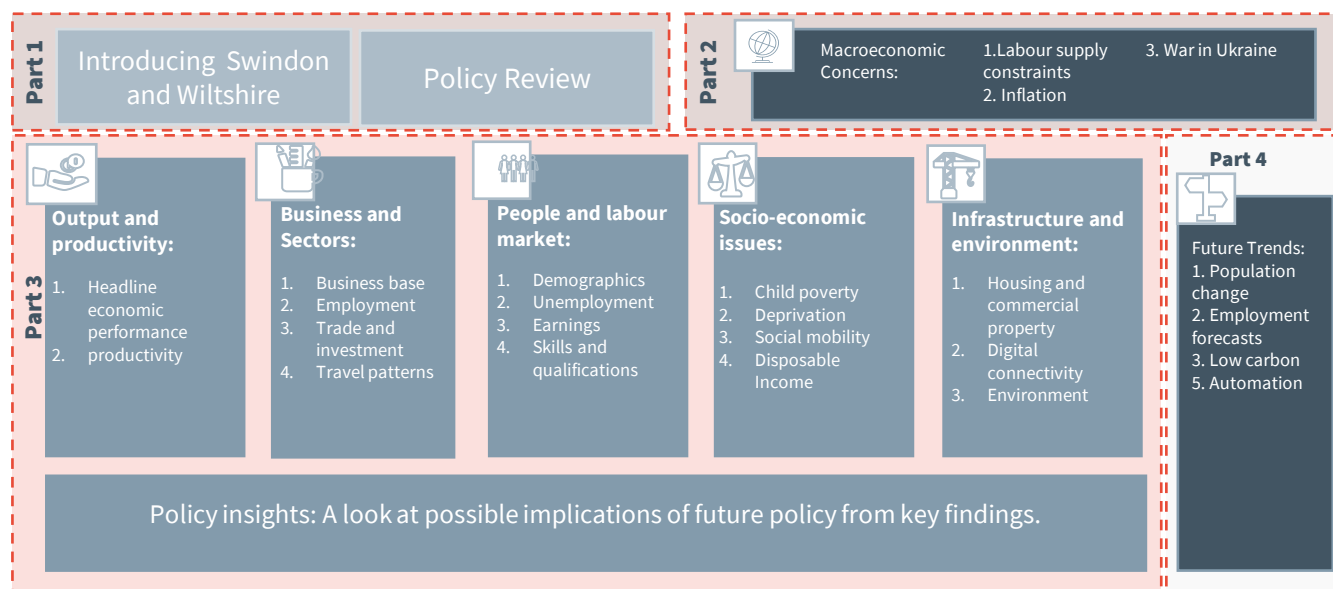 Part 1
Introducing Swindon
and Wiltshire
Policy Review
Part 2
Macroeconomic
Concerns:
1.Labour supply
constraints
2. Inflation
3. War in Ukraine
Part 3
Output and
productivity:
1. Headline
economic
performance
2. productivity
Business and
Sectors:
1. Business base
2. Employment
3. Trade and
investment
4. Travel patterns
People and labour
market:
1. Demographics
2. Unemployment
3. Earnings
4. Skills and
qualifications
Socio-economic
issues:
1. Child poverty
2. Deprivation
3. Social mobility
4. Disposable
Income
Infrastructure and
environment:
1. Housing and
commercial
property
2. Digital
connectivity
3. Environment
Policy insights: A look at possible implications of future policy from key findings.
Part 4
Future Trends:
1. Population
change
2. Employment
forecasts
3. Low carbon
5. Automation